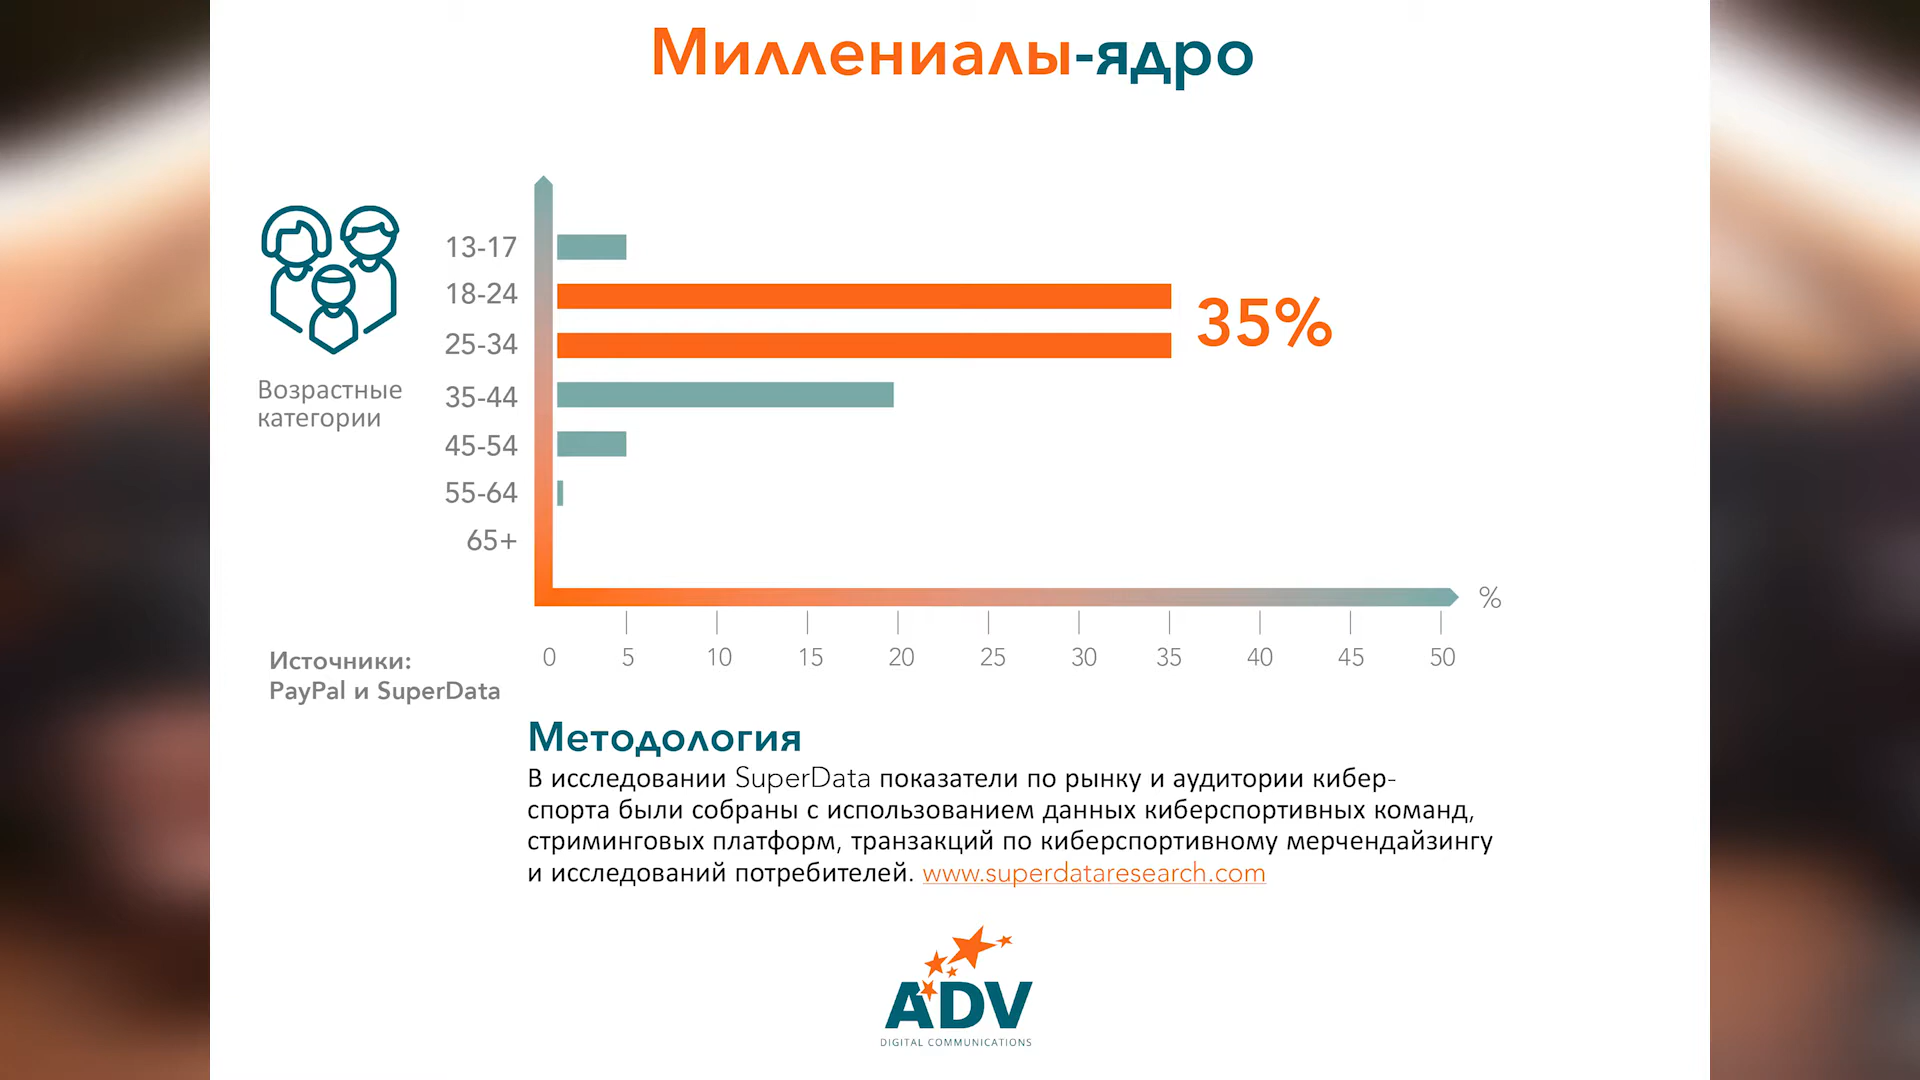 Миллениалы-ядро
13-17
18-24
35%
25-34
Возрастные
категории
35-44
45-54
55-64
65+
%
0 5 10 15 20 25 30 35 40 45 50
Источники:
PayPal и SuperData
Методология
В исследовании SuperData показатели по рынку и аудитории кибер-
спорта были собраны с использованием данных киберспортивных команд,
стриминговых платформ, транзакций по киберспортивному мерчендайзингу
и исследований потребителей. www.superdataresearch.com
ADV
DIGITAL COMMUNICATIONS